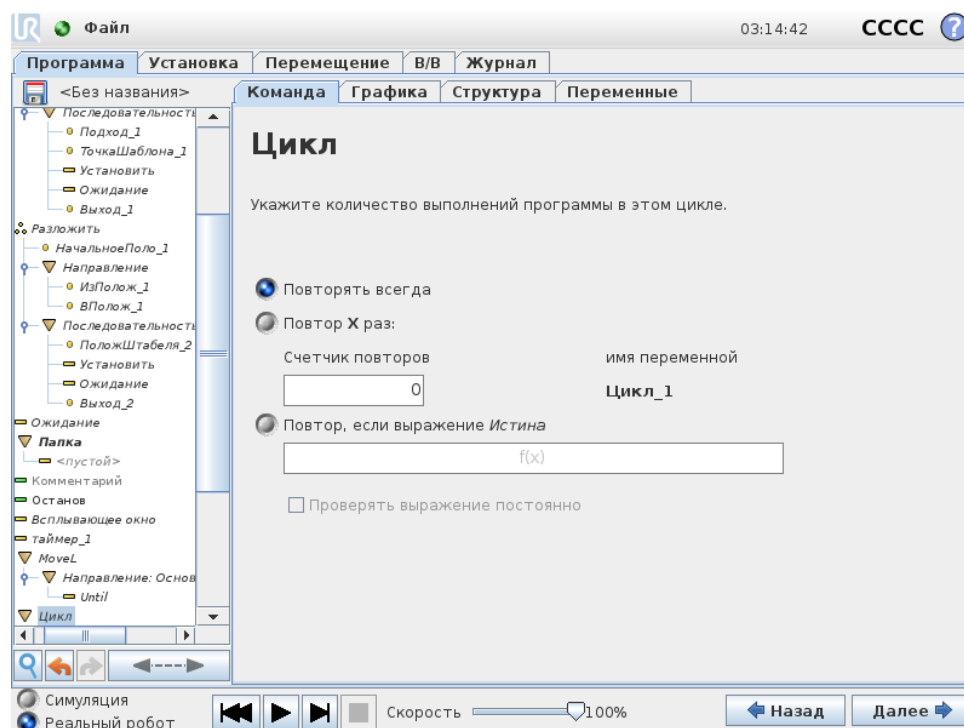 UR Файл 03:14:42 CCCC ?
Программа Установка Перемещение В/В Журнал
<Без названия> Команда Графика Структура Переменные
Последовательность
Подход_1
ТочкаШаблона_1
Установить
Ожидание
Выход_1
Разложить
НачальноеПоло_1
Направление
ИзПолож_1
ВПолож_1
Последовательность
ПоложШтабеля_2
Установить
Ожидание
Выход_2
Ожидание
Папка
<пустой>
Комментарий
Останов
Всплывающее окно
таймер_1
MoveL
Направление: Основ
Until
Цикл
Цикл
Укажите количество выполнений программы в этом цикле.
Повторять всегда
Повтор X раз:
Счетчик повторов имя переменной
0 Цикл_1
Повтор, если выражение Истина
f(x)
Проверять выражение постоянно
Симуляция
Реальный робот
Скорость 100%
Назад Далее